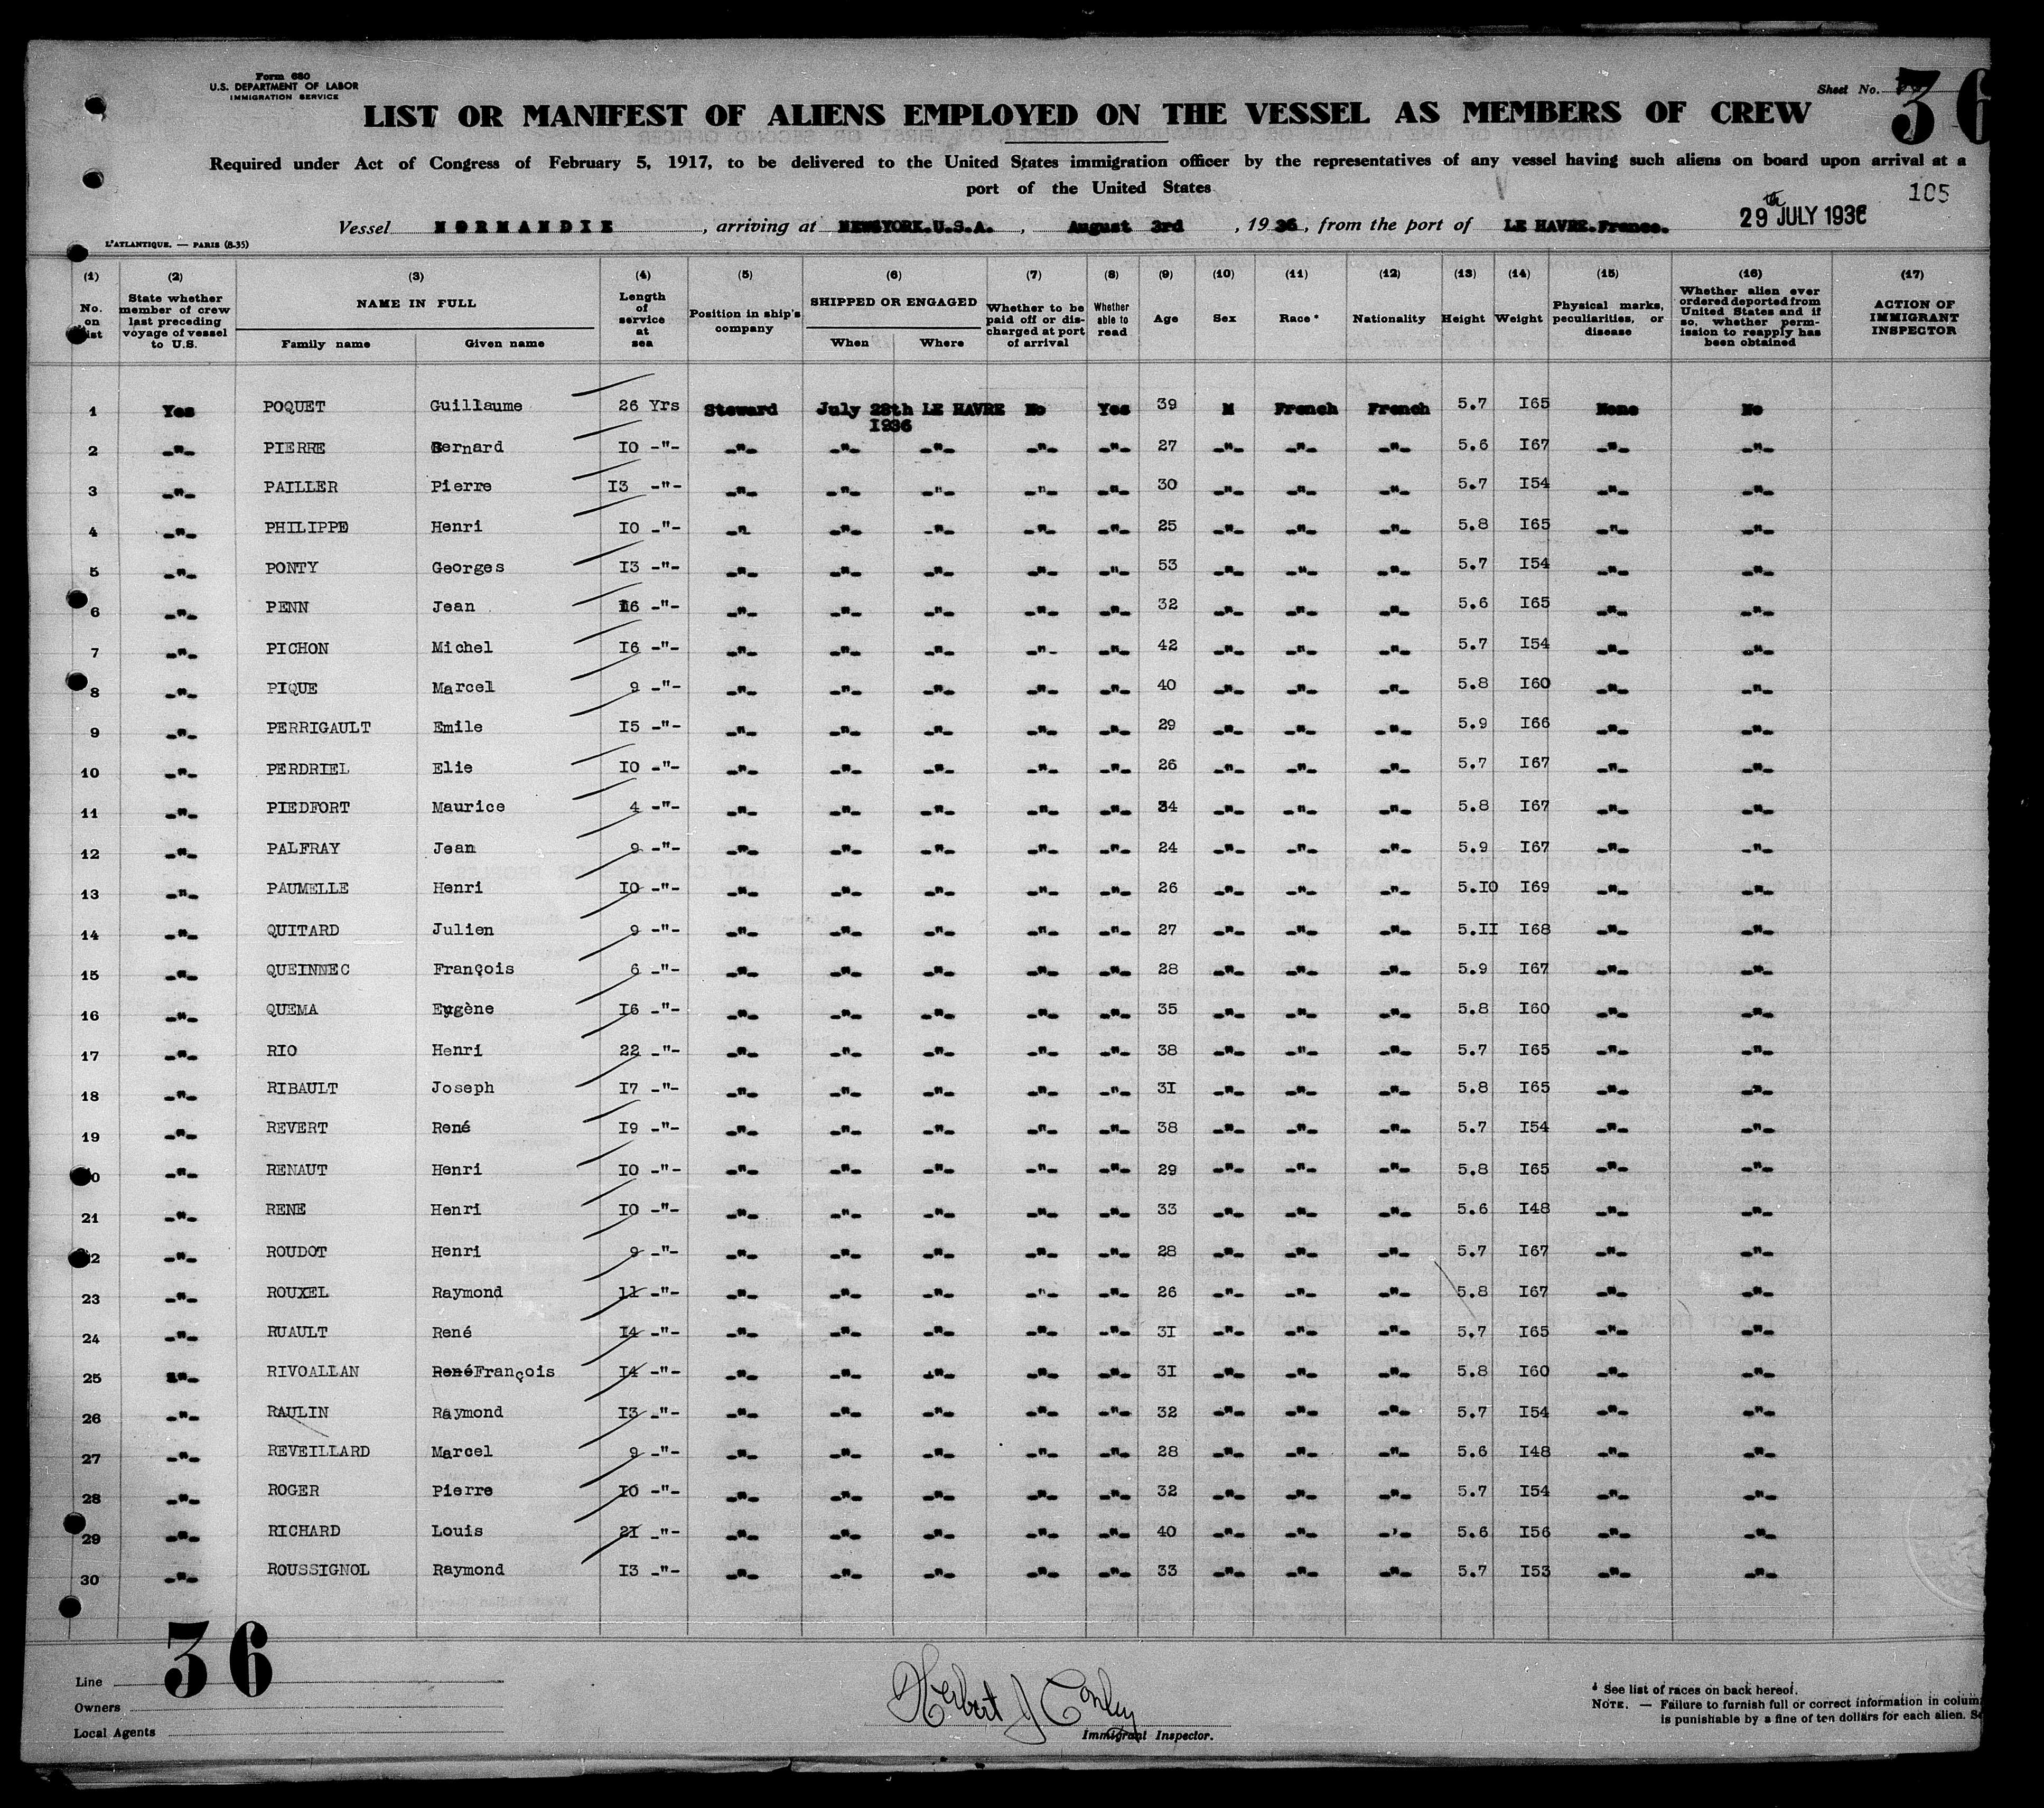 Form 680
U.S. DEPARTMENT OF LABOR
IMMIGRATION SERVICE
Sheet No. 36
LIST OR MANIFEST OF ALIENS EMPLOYED ON THE VESSEL AS MEMBERS OF CREW
Required under Act of Congress of February 5, 1917, to be delivered to the United States immigration officer by the representatives of any vessel having such aliens on board upon arrival at a
port of the United States
105
29 th JULY 1936
Vessel NORMANDIE, arriving at NEWYORK.U.S.A., August 3rd, 1936, from the port of LE HAVRE.France.
L'ATLANTIQUE. — PARIS (8-35)
(1) (2) (3) (4) (5) (6) (7) (8) (9) (10) (11) (12) (13) (14) (15) (16) (17)
No. on list
State whether member of crew last preceding voyage of vessel to U.S.
NAME IN FULL
Family name Given name
Length of service at sea
Position in ship's company
SHIPPED OR ENGAGED
When Where
Whether to be paid off or discharged at port of arrival
Whether able to read
Age
Sex
Race *
Nationality
Height
Weight
Physical marks, peculiarities, or disease
Whether alien ever ordered deported from United States and if so, whether permission to reapply has been obtained
ACTION OF IMMIGRANT INSPECTOR
1 Yes POQUET Guillaume 26 Yrs Steward July 28th 1936 LE HAVRE No Yes 39 M French French 5.7 I65 None No
2 -"- PIERRE Bernard IO -"- -"- -"- -"- -"- -"- 27 -"- -"- -"- 5.6 I67 -"- -"-
3 -"- PAILLER Pierre I3 -"- -"- -"- -"- -"- -"- 30 -"- -"- -"- 5.7 I54 -"- -"-
4 -"- PHILIPPE Henri IO -"- -"- -"- -"- -"- -"- 25 -"- -"- -"- 5.8 I65 -"- -"-
5 -"- PONTY Georges I3 -"- -"- -"- -"- -"- -"- 53 -"- -"- -"- 5.7 I54 -"- -"-
6 -"- PENN Jean I6 -"- -"- -"- -"- -"- -"- 32 -"- -"- -"- 5.6 I65 -"- -"-
7 -"- PICHON Michel I6 -"- -"- -"- -"- -"- -"- 42 -"- -"- -"- 5.7 I54 -"- -"-
8 -"- PIQUE Marcel 9 -"- -"- -"- -"- -"- -"- 40 -"- -"- -"- 5.8 I60 -"- -"-
9 -"- PERRIGAULT Emile I5 -"- -"- -"- -"- -"- -"- 29 -"- -"- -"- 5.9 I66 -"- -"-
10 -"- PERDRIEL Elie IO -"- -"- -"- -"- -"- -"- 26 -"- -"- -"- 5.7 I67 -"- -"-
11 -"- PIEDFORT Maurice 4 -"- -"- -"- -"- -"- -"- 34 -"- -"- -"- 5.8 I67 -"- -"-
12 -"- PALFRAY Jean 9 -"- -"- -"- -"- -"- -"- 24 -"- -"- -"- 5.9 I67 -"- -"-
13 -"- PAUMELLE Henri IO -"- -"- -"- -"- -"- -"- 26 -"- -"- -"- 5.IO I69 -"- -"-
14 -"- QUITARD Julien 9 -"- -"- -"- -"- -"- -"- 27 -"- -"- -"- 5.II I68 -"- -"-
15 -"- QUEINNEC François 6 -"- -"- -"- -"- -"- -"- 28 -"- -"- -"- 5.9 I67 -"- -"-
16 -"- QUEMA Eugène I6 -"- -"- -"- -"- -"- -"- 35 -"- -"- -"- 5.8 I60 -"- -"-
17 -"- RIO Henri 22 -"- -"- -"- -"- -"- -"- 38 -"- -"- -"- 5.7 I65 -"- -"-
18 -"- RIBAULT Joseph I7 -"- -"- -"- -"- -"- -"- 3I -"- -"- -"- 5.8 I65 -"- -"-
19 -"- REVERT René I9 -"- -"- -"- -"- -"- -"- 38 -"- -"- -"- 5.7 I54 -"- -"-
20 -"- RENAUT Henri IO -"- -"- -"- -"- -"- -"- 29 -"- -"- -"- 5.8 I65 -"- -"-
21 -"- RENE Henri IO -"- -"- -"- -"- -"- -"- 33 -"- -"- -"- 5.6 I48 -"- -"-
22 -"- ROUDOT Henri 9 -"- -"- -"- -"- -"- -"- 28 -"- -"- -"- 5.7 I67 -"- -"-
23 -"- ROUXEL Raymond 11 -"- -"- -"- -"- -"- -"- 26 -"- -"- -"- 5.8 I67 -"- -"-
24 -"- RUAULT René I4 -"- -"- -"- -"- -"- -"- 3I -"- -"- -"- 5.7 I65 -"- -"-
25 -"- RIVOALLAN René François I4 -"- -"- -"- -"- -"- -"- 3I -"- -"- -"- 5.8 I60 -"- -"-
26 -"- RAULIN Raymond I3 -"- -"- -"- -"- -"- -"- 32 -"- -"- -"- 5.7 I54 -"- -"-
27 -"- REVEILLARD Marcel 9 -"- -"- -"- -"- -"- -"- 28 -"- -"- -"- 5.6 I48 -"- -"-
28 -"- ROGER Pierre IO -"- -"- -"- -"- -"- -"- 32 -"- -"- -"- 5.7 I54 -"- -"-
29 -"- RICHARD Louis 2I -"- -"- -"- -"- -"- -"- 40 -"- -"- -"- 5.6 I56 -"- -"-
30 -"- ROUSSIGNOL Raymond I3 -"- -"- -"- -"- -"- -"- 33 -"- -"- -"- 5.7 I53 -"- -"-
36
Line
Owners
Local Agents
Herbert J Conley
Immigrant Inspector.
* See list of races on back hereof.
NOTE. — Failure to furnish full or correct information in colum
is punishable by a fine of ten dollars for each alien. Se